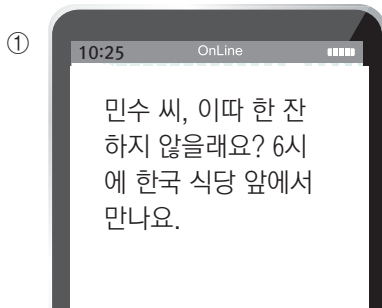 ①
10:25 OnLine
민수 씨, 이따 한 잔
하지 않을래요? 6시
에 한국 식당 앞에서
만나요.